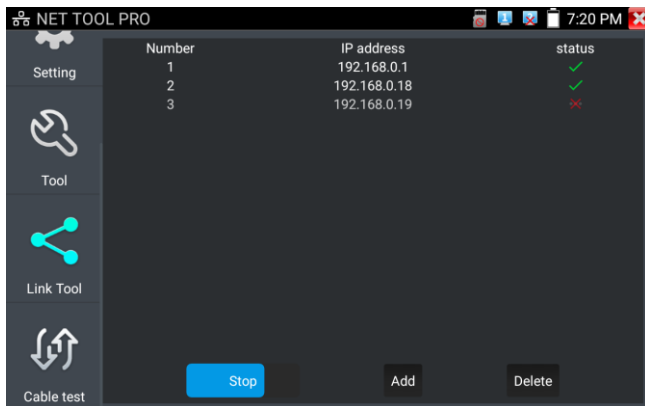 NET TOOL PRO 7:20 PM
Setting
Tool
Link Tool
Cable test
Number IP address status
1 192.168.0.1
2 192.168.0.18
3 192.168.0.19
Stop Add Delete